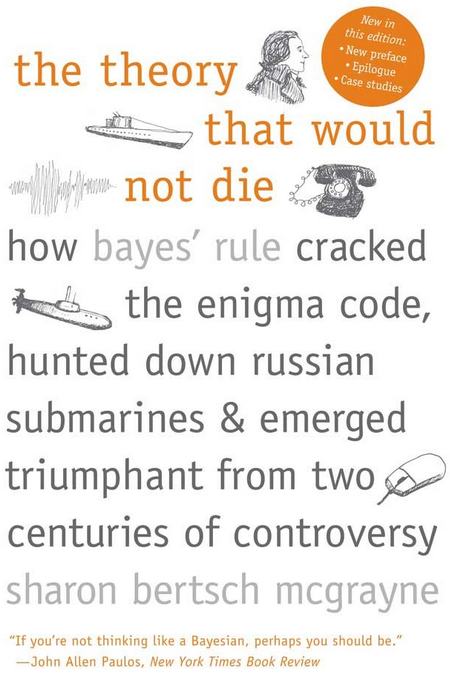 the theory
New in
this edition:
• New preface
• Epilogue
• Case studies
that would
not die
how bayes' rule cracked
the enigma code,
hunted down russian
submarines & emerged
triumphant from two
centuries of controversy
sharon bertsch mcgrayne
"If you're not thinking like a Bayesian, perhaps you should be."
—John Allen Paulos, New York Times Book Review